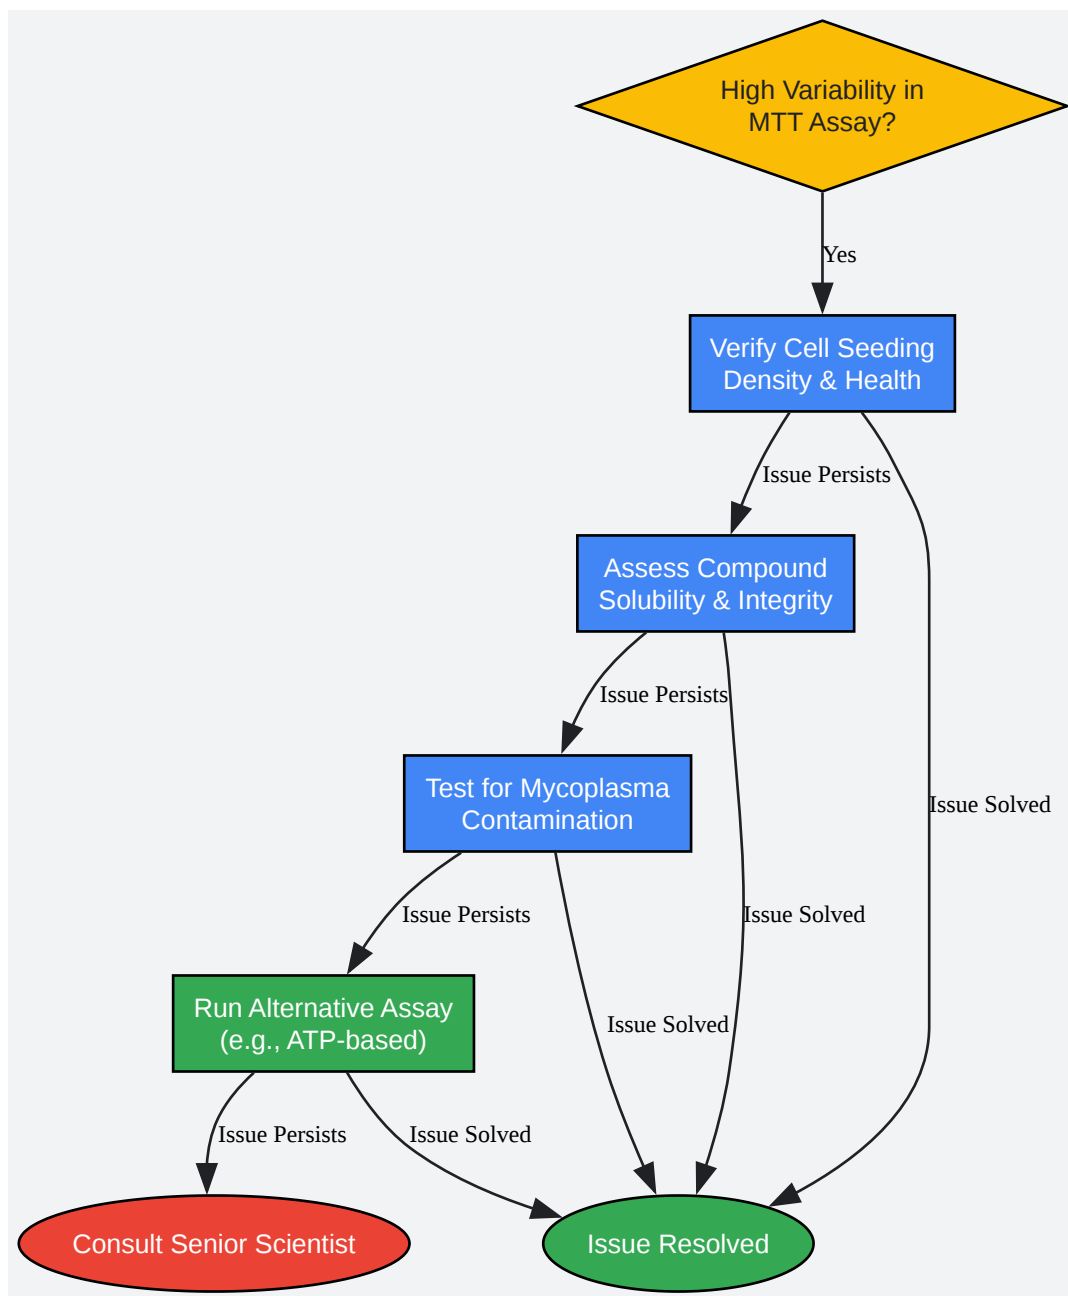 High Variability in
MTT Assay?
Yes
Verify Cell Seeding
Density & Health
Issue Persists
Assess Compound
Solubility & Integrity
Issue Persists
Test for Mycoplasma
Contamination
Issue Solved
Issue Persists
Issue Solved
Run Alternative Assay
(e.g., ATP-based)
Issue Solved
Issue Persists
Issue Solved
Consult Senior Scientist
Issue Resolved